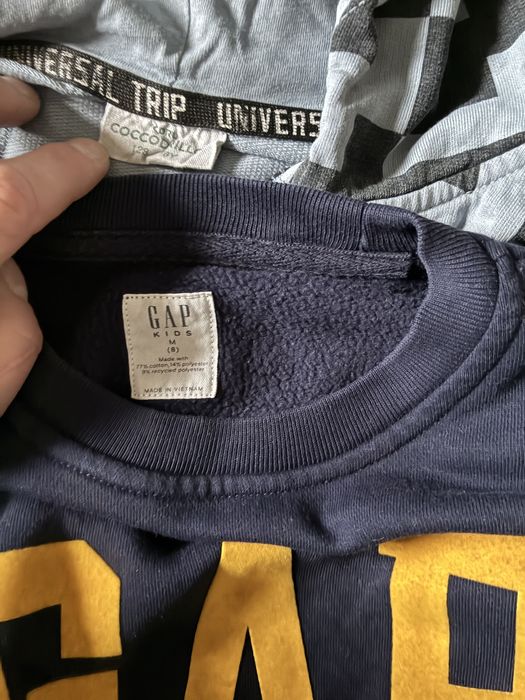 UNIVERSAL TRIP UNIVERS
COCCODRILLO
128
GAP
KIDS
M
(8)
Made with
77% cotton, 14% polyester
9% recycled polyester
MADE IN VIETNAM
GAP